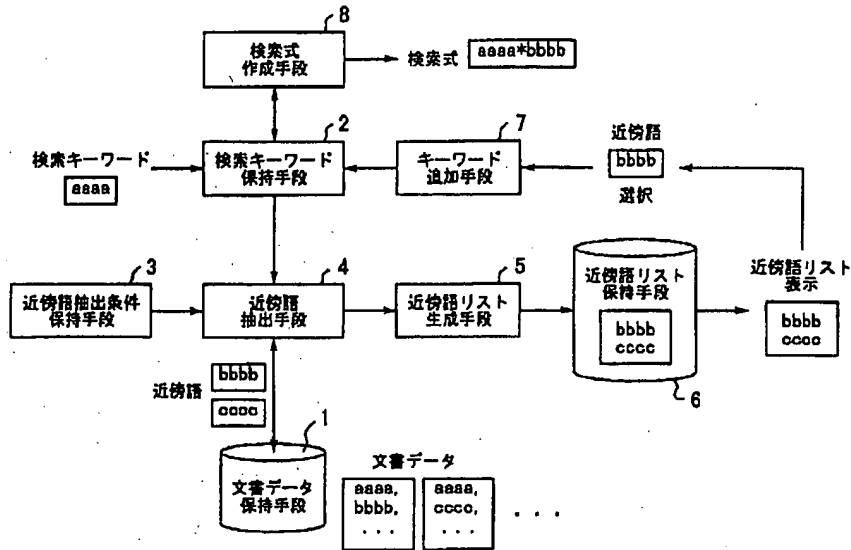 8
検索式
作成手段
検索式
aaaa*bbbb
2
7
検索キーワード
aaaa
検索キーワード
保持手段
キーワード
追加手段
近傍語
bbbb
選択
3
4
5
近傍語抽出条件
保持手段
近傍語
抽出手段
近傍語リスト
生成手段
近傍語リスト
保持手段
bbbb
cccc
6
近傍語リスト
表示
bbbb
cccc
近傍語
bbbb
cccc
1
文書データ
保持手段
文書データ
aaaa,
bbbb,
...
aaaa,
cccc,
...
...